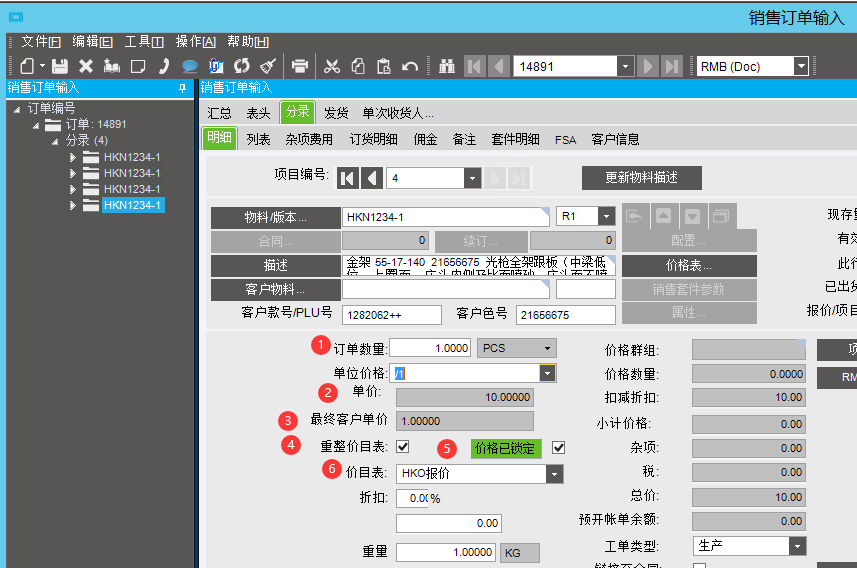 销售订单输入
文件[F] 编辑[E] 工具[T] 操作[A] 帮助[H]
14891 RMB (Doc)
销售订单输入
订单编号
订单: 14891
分录 (4)
HKN1234-1
HKN1234-1
HKN1234-1
HKN1234-1
销售订单输入
汇总 表头 分录 发货 单次收货人...
明细 列表 杂项费用 订货明细 佣金 备注 套件明细 FSA 客户信息
项目编号: 4 更新物料描述
物料/版本... HKN1234-1 R1 现存
合同... 0 续订... 0 配置... 有效
描述 金架 55-17-140 21656675 光枪全架跟板（中梁低 价格表... 此行
客户物料... 销售套件参数 已出货
客户款号/PLU号 1282062++ 客户色号 21656675 属性... 报价/项目
1 订单数量: 1.0000 PCS 价格群组:
单位价格: /1 价格数量: 0.0000 RM
2 单价: 10.00000 扣减折扣: 10.00
3 最终客户单价 1.00000 小计价格: 0.00
4 重整价目表: 5 价格已锁定 杂项: 0.00
6 价目表: HKO报价 税: 0.00
折扣: 0.00% 总价: 10.00
0.00 预开帐单余额: 0.00
重量 1.00000 KG 工单类型: 生产